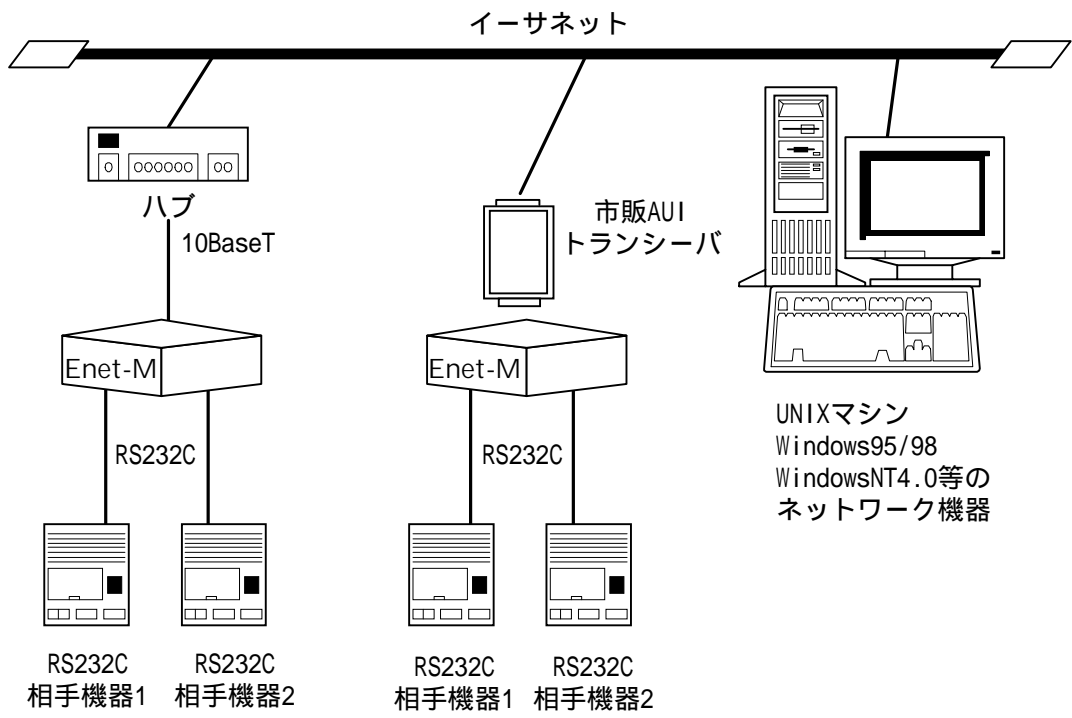 イーサネット
ハブ
10BaseT
市販AUI
トランシーバ
Enet-M
Enet-M
RS232C
RS232C
UNIXマシン
Windows95/98
WindowsNT4.0等の
ネットワーク機器
RS232C
相手機器1
RS232C
相手機器2
RS232C
相手機器1
RS232C
相手機器2